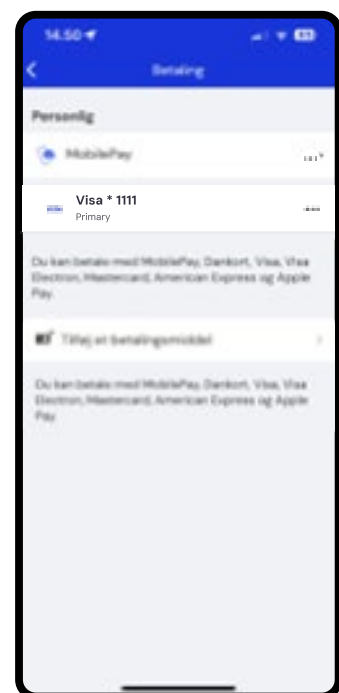 14.50
Betaling
Personlig
MobilePay
Visa * 1111
Primary
Du kan betale med MobilePay, Dankort, Visa, Visa
Electron, Mastercard, American Express og Apple
Pay.
Tilføj et betalingsmiddel
Du kan betale med MobilePay, Dankort, Visa, Visa
Electron, Mastercard, American Express og Apple
Pay.